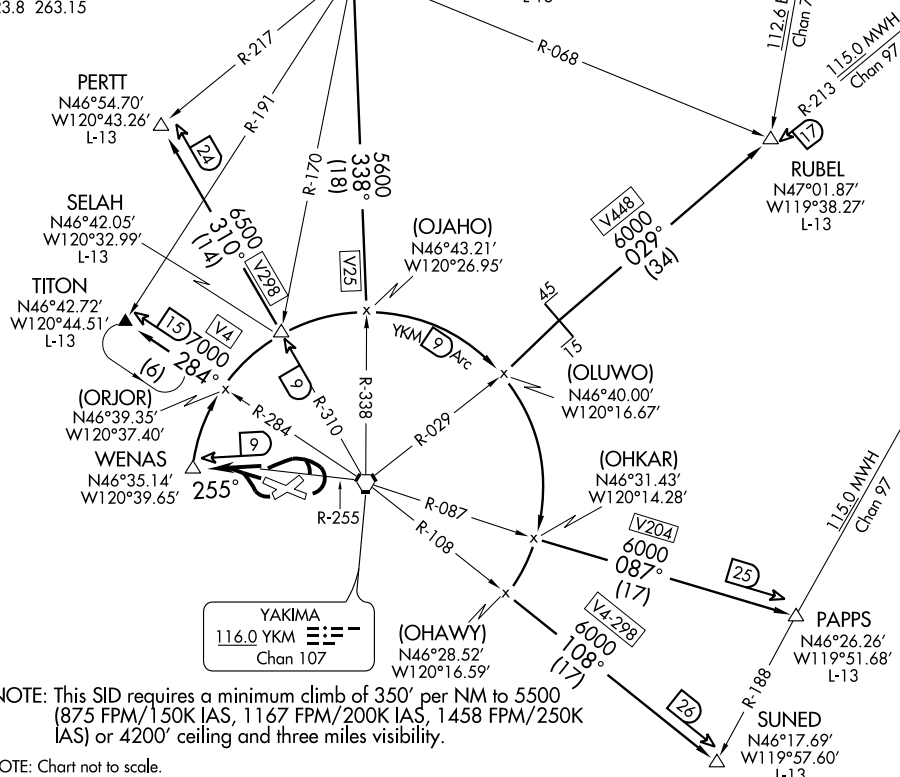 23.8 263.15
L-13
112.6
Chan
115.0 MWH
Chan 97
R-213
17
R-217
R-068
PERTT
N46°54.70'
W120°43.26'
L-13
R-191
24
R-170
5600
338°
(18)
RUBEL
N47°01.87'
W119°38.27'
L-13
SELAH
N46°42.05'
W120°32.99'
L-13
6500
310°
(14)
V298
V25
(OJAHO)
N46°43.21'
W120°26.95'
V448
6000
029°
(34)
TITON
N46°42.72'
W120°44.51'
L-13
15
7000
V4
284°
(6)
45
15
YKM 9 Arc
9
R-310
R-338
R-029
R-284
(OLUWO)
N46°40.00'
W120°16.67'
(ORJOR)
N46°39.35'
W120°37.40'
WENAS
N46°35.14'
W120°39.65'
9
255°
R-255
(OHKAR)
N46°31.43'
W120°14.28'
R-087
R-108
V204
6000
087°
(17)
25
115.0 MWH
Chan 97
PAPPS
N46°26.26'
W119°51.68'
L-13
YAKIMA
116.0 YKM
Chan 107
(OHAWY)
N46°28.52'
W120°16.59'
V4-298
6000
108°
(17)
R-188
26
SUNED
N46°17.69'
W119°57.60'
L-13
NOTE: This SID requires a minimum climb of 350' per NM to 5500
(875 FPM/150K IAS, 1167 FPM/200K IAS, 1458 FPM/250K
IAS) or 4200' ceiling and three miles visibility.
OTE: Chart not to scale.